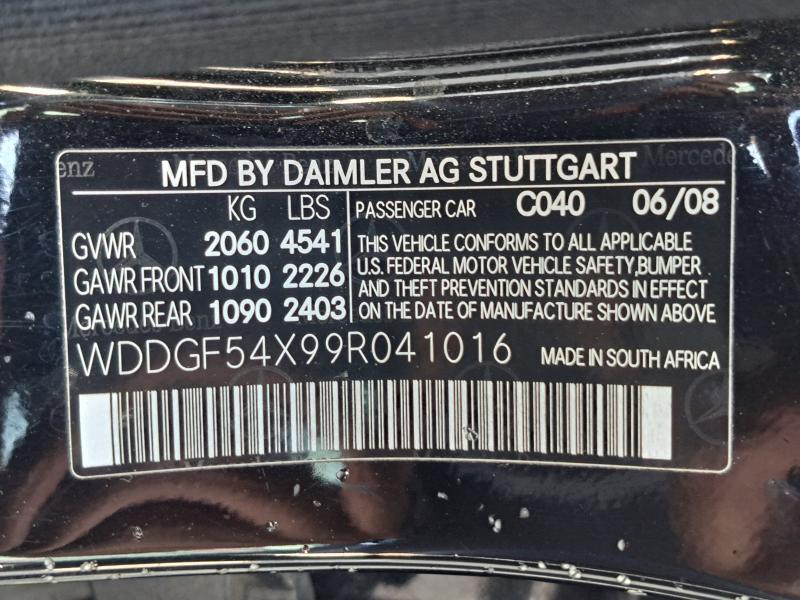 MFD BY DAIMLER AG STUTTGART
KG LBS
GVWR 2060 4541
GAWR FRONT 1010 2226
GAWR REAR 1090 2403
PASSENGER CAR C040 06/08
THIS VEHICLE CONFORMS TO ALL APPLICABLE
U.S. FEDERAL MOTOR VEHICLE SAFETY,BUMPER
AND THEFT PREVENTION STANDARDS IN EFFECT
ON THE DATE OF MANUFACTURE SHOWN ABOVE
WDDGF54X99R041016 MADE IN SOUTH AFRICA